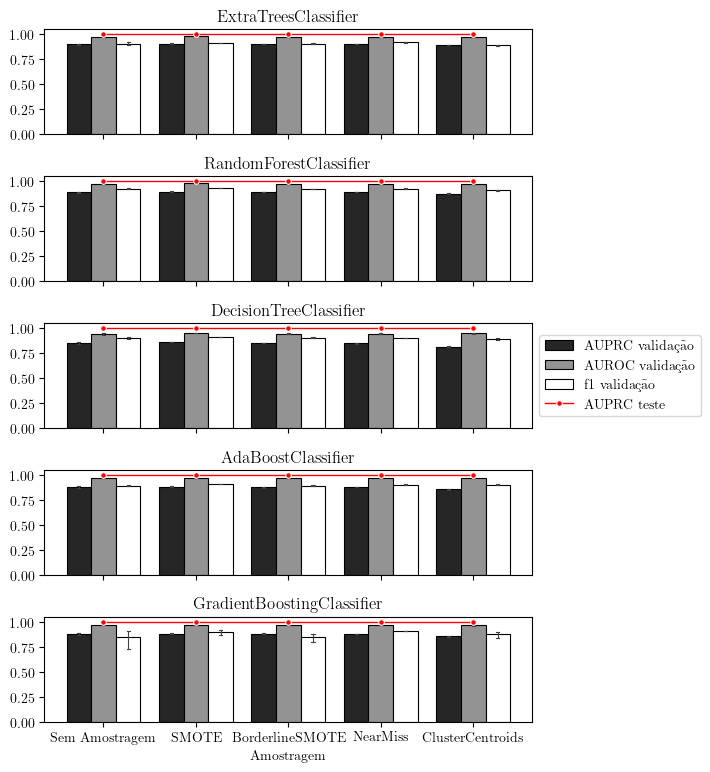 ExtraTreesClassifier
1.00
0.75
0.50
0.25
0.00
RandomForestClassifier
1.00
0.75
0.50
0.25
0.00
DecisionTreeClassifier
1.00
0.75
0.50
0.25
0.00
AUPRC validação
AUROC validação
f1 validação
AUPRC teste
AdaBoostClassifier
1.00
0.75
0.50
0.25
0.00
GradientBoostingClassifier
1.00
0.75
0.50
0.25
0.00
Sem Amostragem SMOTE BorderlineSMOTE NearMiss ClusterCentroids
Amostragem